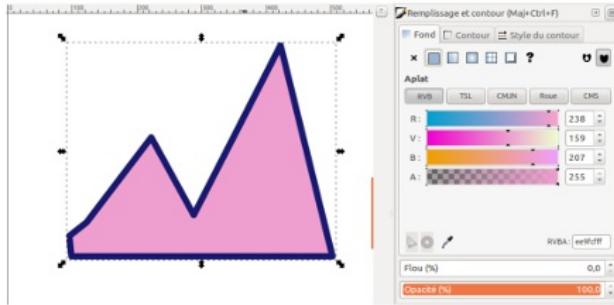 Remplissage et contour (Maj+Ctrl+F)
Fond Contour Style du contour
?
Aplat
RVB TSL CMJN Roue CMS
R: 238
V: 159
B: 207
A: 255
RVBA: ee9fcfff
Flou (%) 0,0
Opacité (%) 100,0